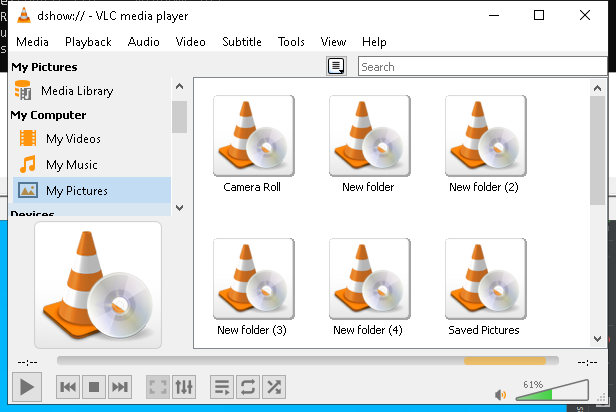 dshow:// - VLC media player
Media Playback Audio Video Subtitle Tools View Help
My Pictures
Search
Media Library
My Computer
My Videos
My Music
My Pictures
Devices
Camera Roll
New folder
New folder (2)
New folder (3)
New folder (4)
Saved Pictures
--:--
--:--
61%